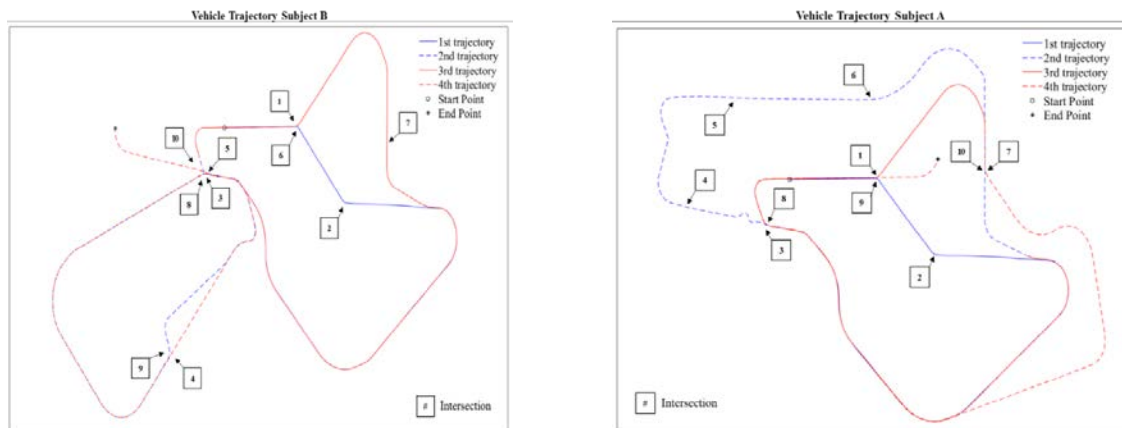 Vehicle Trajectory Subject B
1st trajectory
2nd trajectory
3rd trajectory
4th trajectory
Start Point
End Point
1
7
10
5
6
8
3
2
9
4
# Intersection
Vehicle Trajectory Subject A
1st trajectory
2nd trajectory
3rd trajectory
4th trajectory
Start Point
End Point
6
5
1
10
7
4
8
9
3
2
# Intersection